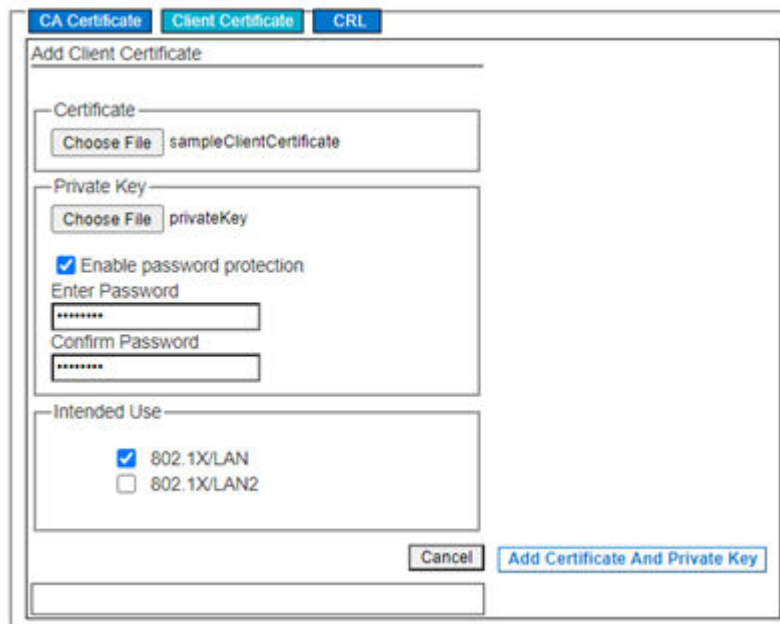 CA Certificate Client Certificate CRL
Add Client Certificate
Certificate
Choose File sampleClientCertificate
Private Key
Choose File privateKey
Enable password protection
Enter Password
••••••••
Confirm Password
••••••••
Intended Use
802.1X/LAN
802.1X/LAN2
Cancel Add Certificate And Private Key